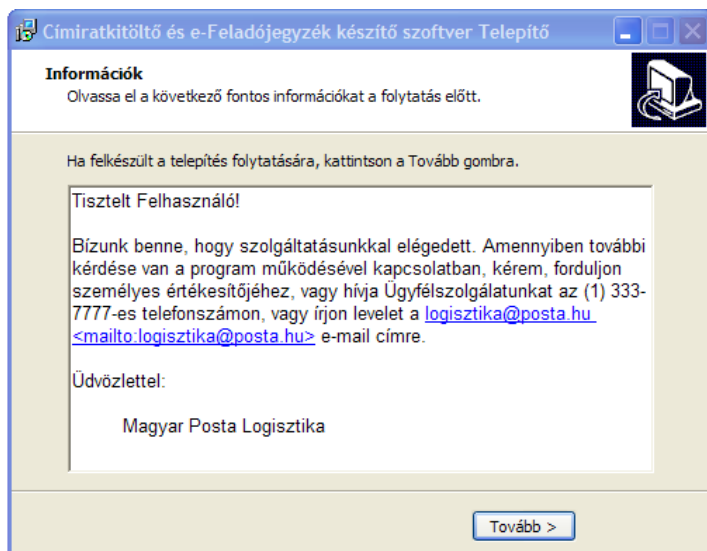 Címiratkitöltő és e-Feladójegyzék készítő szoftver Telepítő
Információk
Olvassa el a következő fontos információkat a folytatás előtt.
Ha felkészült a telepítés folytatására, kattintson a Tovább gombra.
Tisztelt Felhasználó!
Bízunk benne, hogy szolgáltatásunkkal elégedett. Amennyiben további
kérdése van a program működésével kapcsolatban, kérem, forduljon
személyes értékesítőjéhez, vagy hívja Ügyfélszolgálatunkat az (1) 333-
7777-es telefonszámon, vagy írjon levelet a logisztika@posta.hu
<mailto:logisztika@posta.hu> e-mail címre.
Üdvözlettel:
Magyar Posta Logisztika
Tovább >